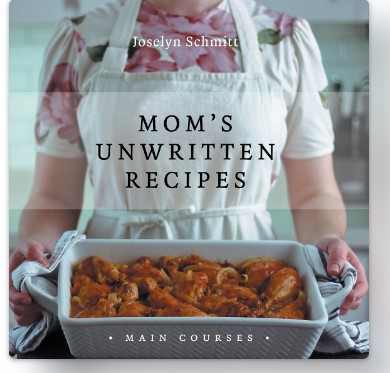 Joselyn Schmitt
MOM'S
UNWRITTEN
RECIPES
• MAIN COURSES •